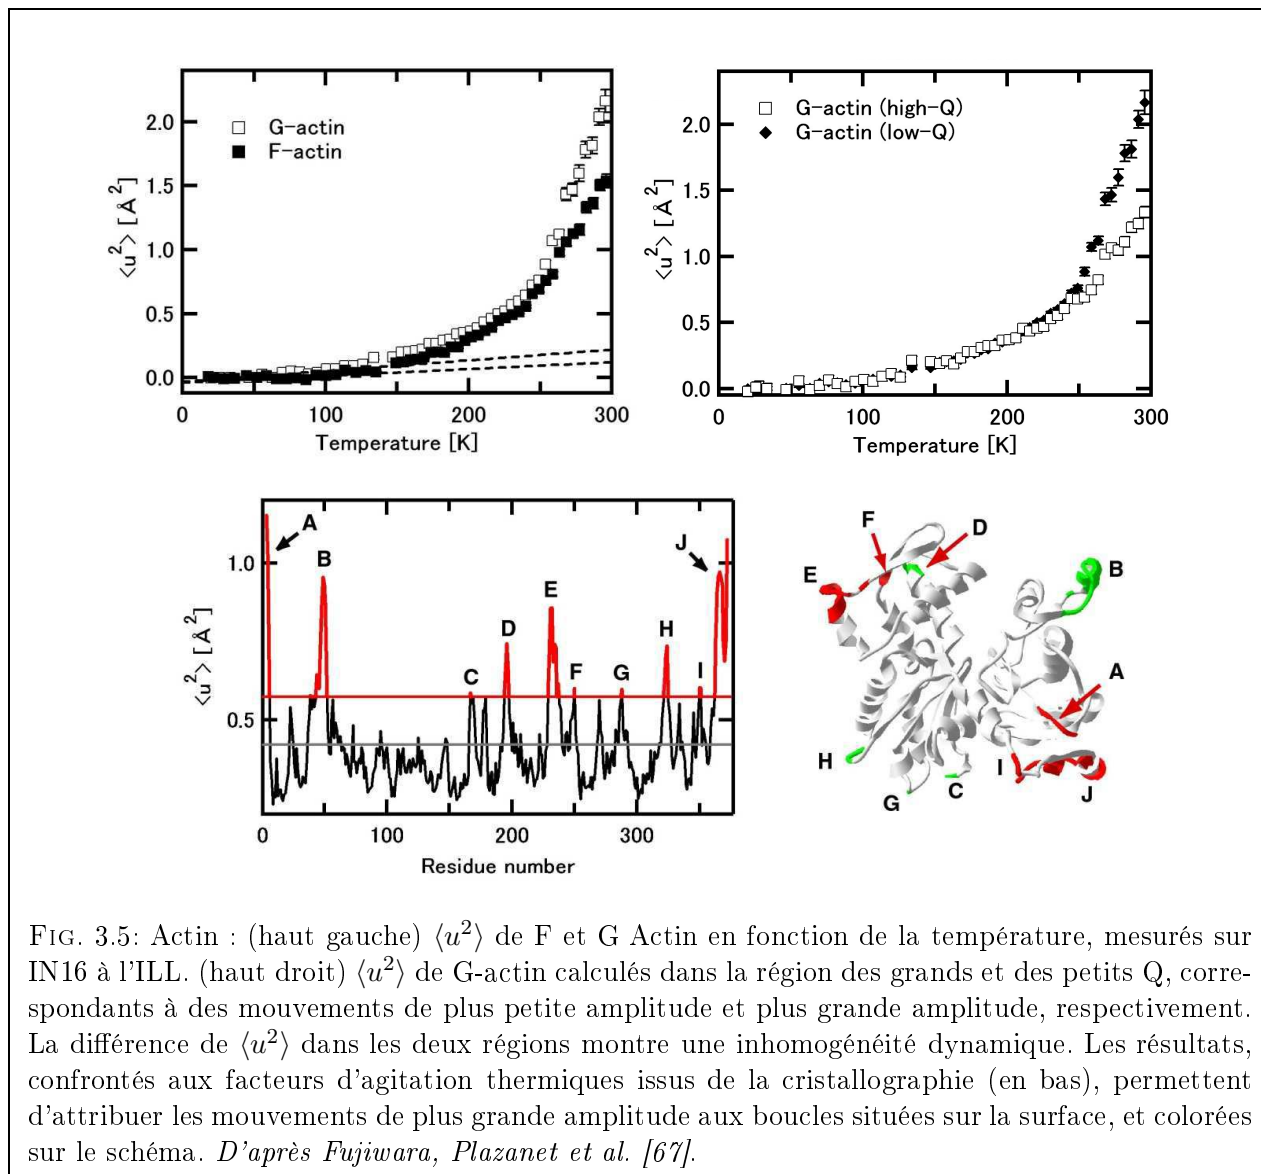 G-actin
F-actin
⟨u²⟩ [Å²]
2.0
1.5
1.0
0.5
0.0
0
100
200
300
Temperature [K]
G-actin (high-Q)
G-actin (low-Q)
⟨u²⟩ [Å²]
2.0
1.5
1.0
0.5
0.0
0
100
200
300
Temperature [K]
⟨u²⟩ [Å²]
1.0
0.5
A
B
C
D
E
F
G
H
I
J
0
100
200
300
Residue number
F
D
E
B
A
H
I
G
C
J
FIG. 3.5: Actin : (haut gauche) ⟨u²⟩ de F et G Actin en fonction de la température, mesurés sur
IN16 à l'ILL. (haut droit) ⟨u²⟩ de G-actin calculés dans la région des grands et des petits Q, corre-
spondants à des mouvements de plus petite amplitude et plus grande amplitude, respectivement.
La différence de ⟨u²⟩ dans les deux régions montre une inhomogénéité dynamique. Les résultats,
confrontés aux facteurs d'agitation thermiques issus de la cristallographie (en bas), permettent
d'attribuer les mouvements de plus grande amplitude aux boucles situées sur la surface, et colorées
sur le schéma. D'après Fujiwara, Plazanet et al. [67].